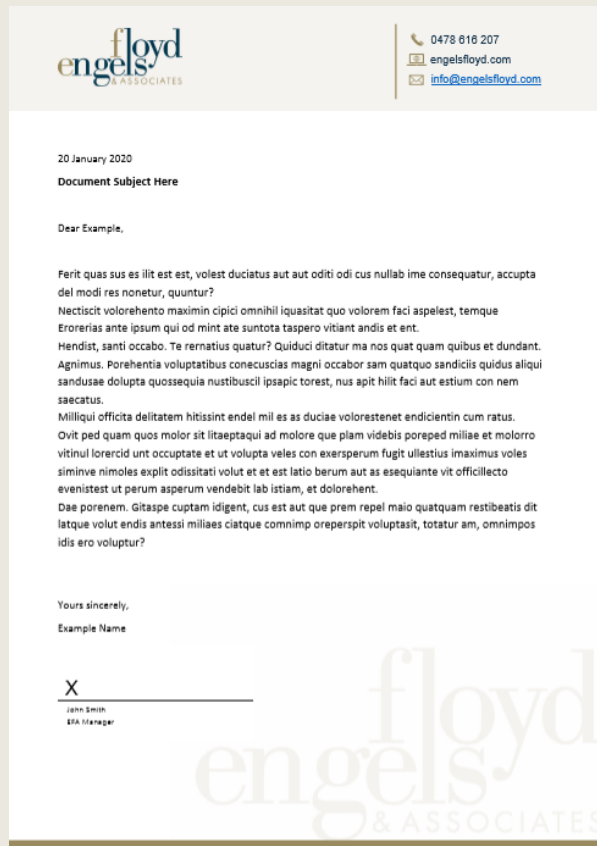 floyd
engels
& ASSOCIATES
0478 616 207
engelsfloyd.com
info@engelsfloyd.com
20 January 2020
Document Subject Here
Dear Example,
Ferit quas sus es ilit est est, volest duciatus aut aut oditi odi cus nullab ime consequatur, accupta
del modi res nonetur, quuntur?
Nectiscit volorehento maximin cipici omnihil iquasitat quo volorem faci aspelest, temque
Erorerias ante ipsum qui od mint ate suntota taspero vitiant andis et ent.
Hendist, santi occabo. Te rernatius quatur? Quiduci ditatur ma nos quat quam quibus et dundant.
Agnimus. Porehentia voluptatibus conecuscias magni occabor sam quatquo sandiciis quidus aliqui
sandusae dolupta quossequia nustibuscil ipsapic torest, nus apit hilit faci aut estium con nem
saecatus.
Milliqui officita delitatem hitissint endel mil es as duciae volorestenet endicientin cum ratus.
Ovit ped quam quos molor sit litaeptaqui ad molore que plam videbis poreped miliae et molorro
vitinul lorercid unt occuptate et ut volupta veles con exersperum fugit ullestius imaximus voles
siminve nimoles explit odissitati volut et et est latio berum aut as esequiante vit officillecto
evenistest ut perum asperum vendebit lab istiam, et dolorehent.
Dae porenem. Gitaspe cuptam idigent, cus est aut que prem repel maio quatquam restibeatis dit
latque volut endis antessi miliaes ciatque comnimp oreperspit voluptasit, totatur am, omnimpos
idis ero voluptur?
Yours sincerely,
Example Name
X
John Smith
EFA Manager
floyd
engels
& ASSOCIATES